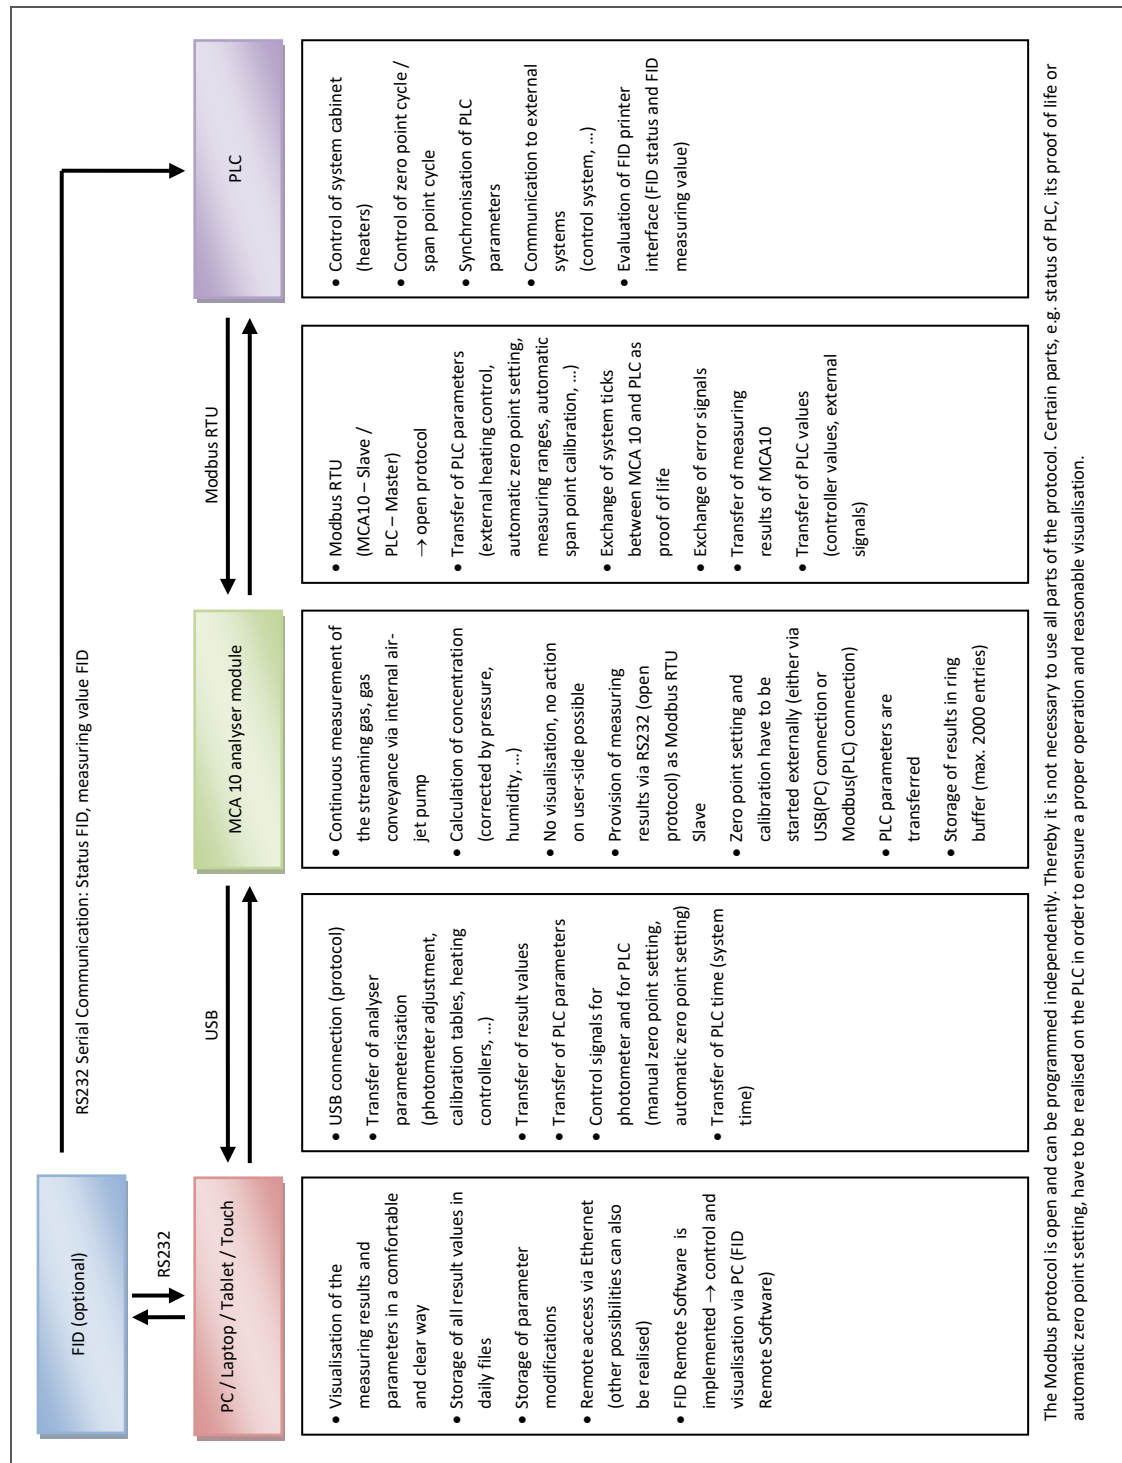 FID (optional)
RS232 Serial Communication: Status FID, measuring value FID
RS232
PC / Laptop / Tablet / Touch
USB
MCA 10 analyser module
Modbus RTU
PLC
• Visualisation of the
measuring results and
parameters in a comfortable
and clear way
• Storage of all result values in
daily files
• Storage of parameter
modifications
• Remote access via Ethernet
(other possibilities can also
be realised)
• FID Remote Software is
implemented → control and
visualisation via PC (FID
Remote Software)
• USB connection (protocol)
• Transfer of analyser
parameterisation
(photometer adjustment,
calibration tables, heating
controllers, ...)
• Transfer of result values
• Transfer of PLC parameters
• Control signals for
photometer and for PLC
(manual zero point setting,
automatic zero point setting)
• Transfer of PLC time (system
time)
• Continuous measurement of
the streaming gas, gas
conveyance via internal air-
jet pump
• Calculation of concentration
(corrected by pressure,
humidity, ...)
• No visualisation, no action
on user-side possible
• Provision of measuring
results via RS232 (open
protocol) as Modbus RTU
Slave
• Zero point setting and
calibration have to be
started externally (either via
USB(PC) connection or
Modbus(PLC) connection)
• PLC parameters are
transferred
• Storage of results in ring
buffer (max. 2000 entries)
• Modbus RTU
(MCA10 – Slave /
PLC – Master)
→ open protocol
• Transfer of PLC parameters
(external heating control,
automatic zero point setting,
measuring ranges, automatic
span point calibration, ...)
• Exchange of system ticks
between MCA 10 and PLC as
proof of life
• Exchange of error signals
• Transfer of measuring
results of MCA10
• Transfer of PLC values
(controller values, external
signals)
• Control of system cabinet
(heaters)
• Control of zero point cycle /
span point cycle
• Synchronisation of PLC
parameters
• Communication to external
systems
(control system, ...)
• Evaluation of FID printer
interface (FID status and FID
measuring value)
The Modbus protocol is open and can be programmed independently. Thereby it is not necessary to use all parts of the protocol. Certain parts, e.g. status of PLC, its proof of life or
automatic zero point setting, have to be realised on the PLC in order to ensure a proper operation and reasonable visualisation.